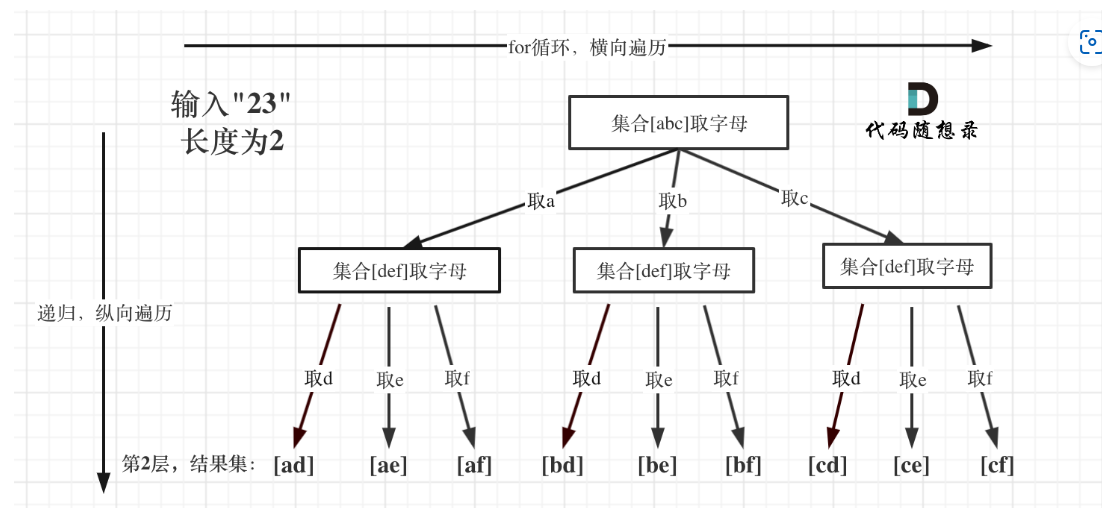 for循环，横向遍历
输入"23"
长度为2
集合[abc]取字母
代码随想录
取a
取b
取c
集合[def]取字母
集合[def]取字母
集合[def]取字母
递归，纵向遍历
取d
取e
取f
取d
取e
取f
取d
取e
取f
第2层，结果集：
[ad]
[ae]
[af]
[bd]
[be]
[bf]
[cd]
[ce]
[cf]